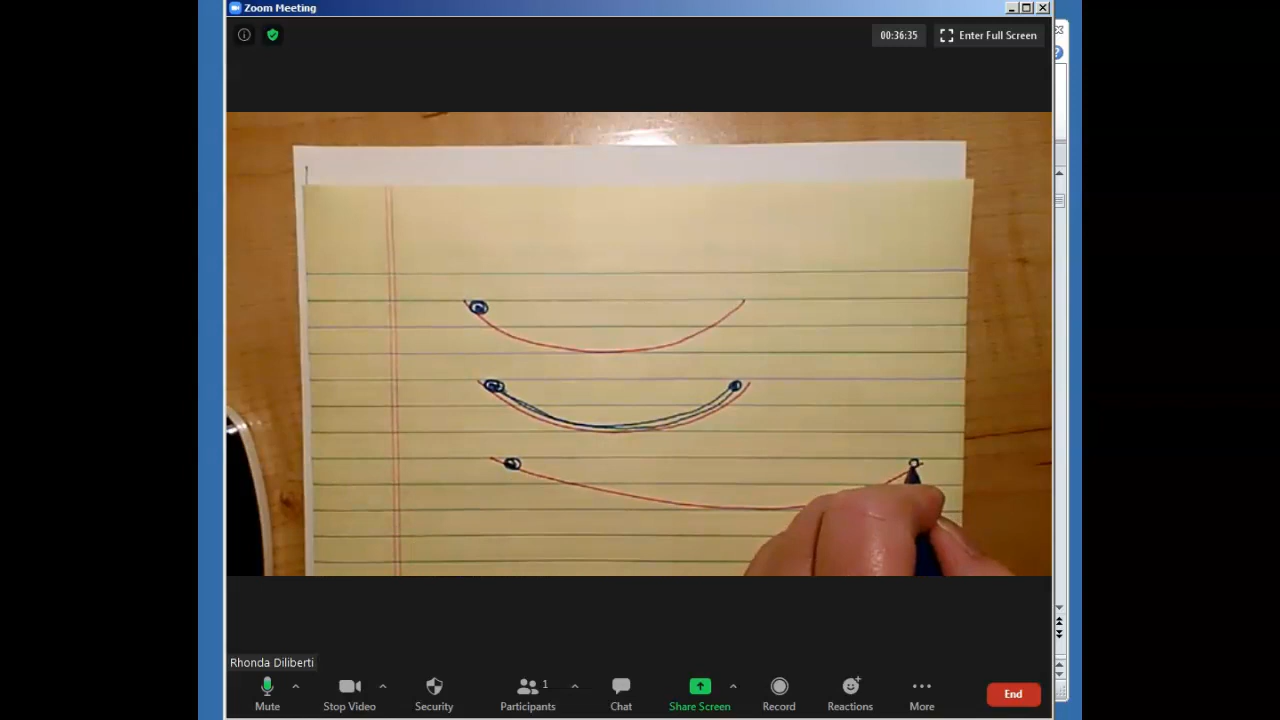 Zoom Meeting
00:36:35
Enter Full Screen
Rhonda Diliberti
Mute
Stop Video
Security
Participants
1
Chat
Share Screen
Record
Reactions
More
End